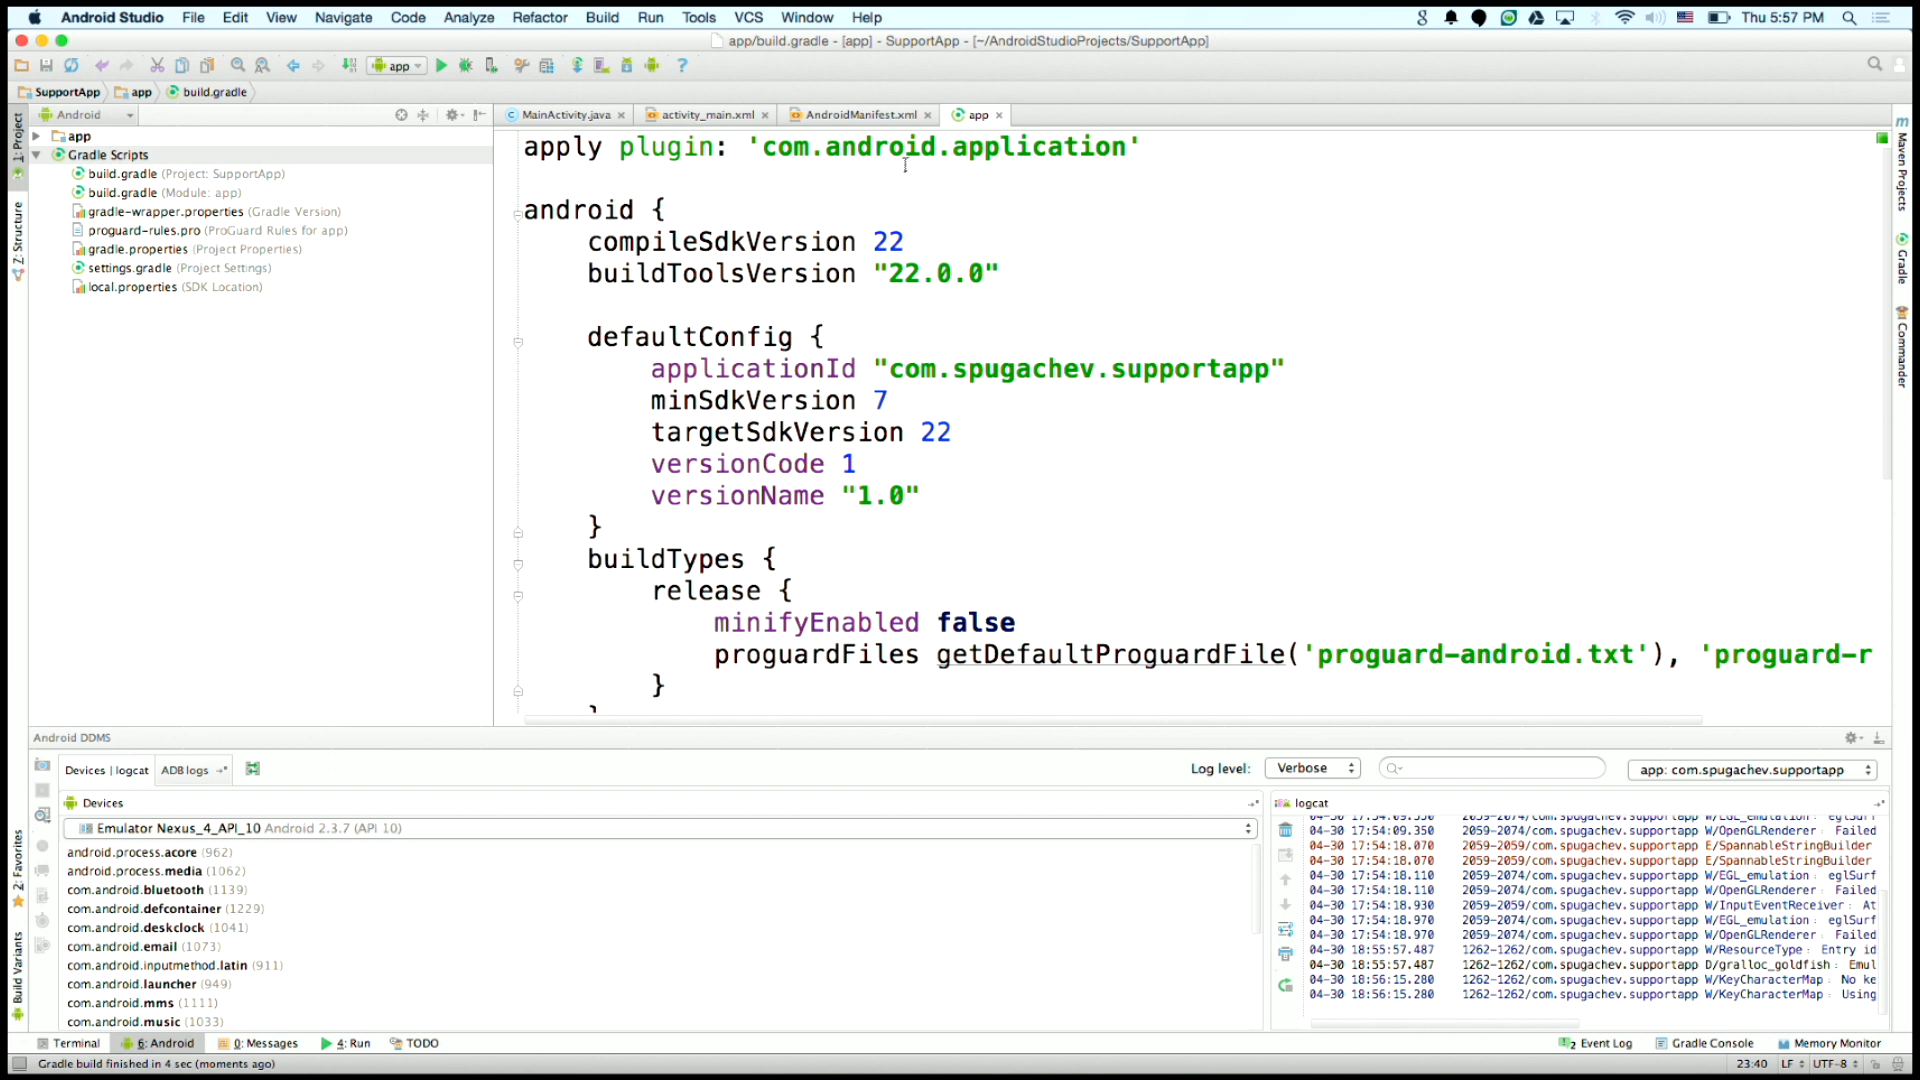 Android Studio File Edit View Navigate Code Analyze Refactor Build Run Tools VCS Window Help Thu 5:57 PM
app/build.gradle - [app] - SupportApp - [~/AndroidStudioProjects/SupportApp]
app
SupportApp app build.gradle
Android
MainActivity.java activity_main.xml AndroidManifest.xml app
1: Project
Z: Structure
2: Favorites
Build Variants
app
Gradle Scripts
build.gradle (Project: SupportApp)
build.gradle (Module: app)
gradle-wrapper.properties (Gradle Version)
proguard-rules.pro (ProGuard Rules for app)
gradle.properties (Project Properties)
settings.gradle (Project Settings)
local.properties (SDK Location)
apply plugin: 'com.android.application'
android {
compileSdkVersion 22
buildToolsVersion "22.0.0"
defaultConfig {
applicationId "com.spugachev.supportapp"
minSdkVersion 7
targetSdkVersion 22
versionCode 1
versionName "1.0"
}
buildTypes {
release {
minifyEnabled false
proguardFiles getDefaultProguardFile('proguard-android.txt'), 'proguard-r
}
Maven Projects
Gradle
Commander
Android DDMS
Devices | logcat ADB logs
Log level: Verbose app: com.spugachev.supportapp
Devices
Emulator Nexus_4_API_10 Android 2.3.7 (API 10)
android.process.acore (962)
android.process.media (1062)
com.android.bluetooth (1139)
com.android.defcontainer (1229)
com.android.deskclock (1041)
com.android.email (1073)
com.android.inputmethod.latin (911)
com.android.launcher (949)
com.android.mms (1111)
com.android.music (1033)
logcat
04-30 17:54:09.350 2059-2074/com.spugachev.supportapp W/OpenGLRenderer: Failed
04-30 17:54:18.070 2059-2059/com.spugachev.supportapp E/SpannableStringBuilder
04-30 17:54:18.070 2059-2059/com.spugachev.supportapp E/SpannableStringBuilder
04-30 17:54:18.110 2059-2074/com.spugachev.supportapp W/EGL_emulation: eglSurf
04-30 17:54:18.110 2059-2074/com.spugachev.supportapp W/OpenGLRenderer: Failed
04-30 17:54:18.930 2059-2059/com.spugachev.supportapp W/InputEventReceiver: At
04-30 17:54:18.970 2059-2074/com.spugachev.supportapp W/EGL_emulation: eglSurf
04-30 17:54:18.970 2059-2074/com.spugachev.supportapp W/OpenGLRenderer: Failed
04-30 18:55:57.487 1262-1262/com.spugachev.supportapp W/ResourceType: Entry id
04-30 18:55:57.487 1262-1262/com.spugachev.supportapp D/gralloc_goldfish: Emul
04-30 18:56:15.280 1262-1262/com.spugachev.supportapp W/KeyCharacterMap: No ke
04-30 18:56:15.280 1262-1262/com.spugachev.supportapp W/KeyCharacterMap: Using
Terminal 6: Android 0: Messages 4: Run TODO 2 Event Log Gradle Console Memory Monitor
Gradle build finished in 4 sec (moments ago) 23:40 LF UTF-8